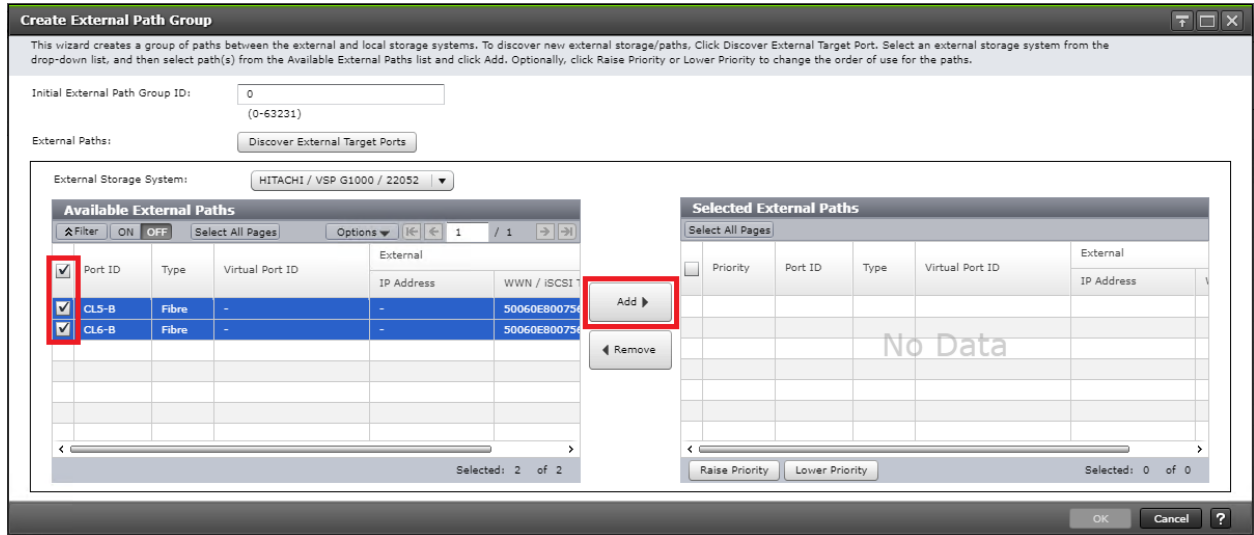 Create External Path Group
This wizard creates a group of paths between the external and local storage systems. To discover new external storage/paths, Click Discover External Target Port. Select an external storage system from the
drop-down list, and then select path(s) from the Available External Paths list and click Add. Optionally, click Raise Priority or Lower Priority to change the order of use for the paths.
Initial External Path Group ID: 0
(0-63231)
External Paths: Discover External Target Ports
External Storage System: HITACHI / VSP G1000 / 22052
Available External Paths
Filter ON OFF Select All Pages Options 1 / 1
Port ID Type Virtual Port ID External
IP Address WWN / iSCSI
CL5-B Fibre - - 50060E800756
CL6-B Fibre - - 50060E800756
Selected: 2 of 2
Add
Remove
Selected External Paths
Select All Pages
Priority Port ID Type Virtual Port ID External
IP Address
No Data
Raise Priority Lower Priority Selected: 0 of 0
OK Cancel ?